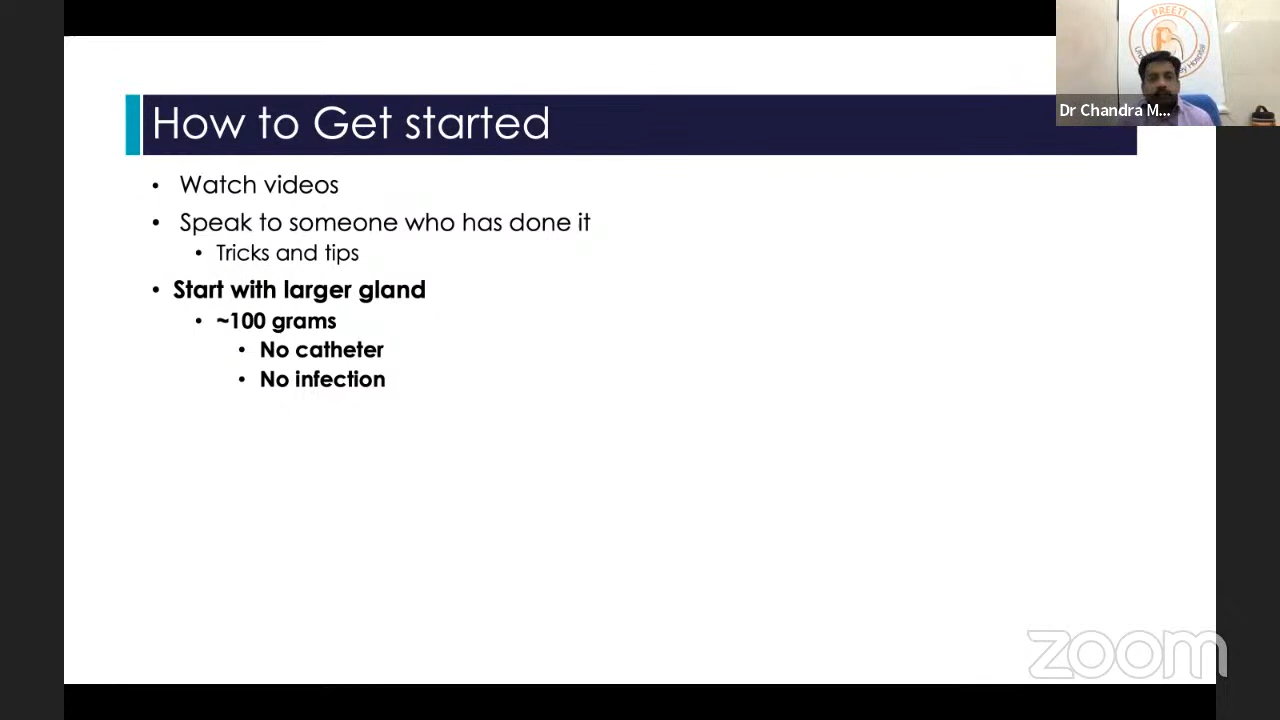 PREETI
How to Get started
Dr Chandra M...
• Watch videos
• Speak to someone who has done it
• Tricks and tips
• Start with larger gland
• ~100 grams
• No catheter
• No infection
zoom